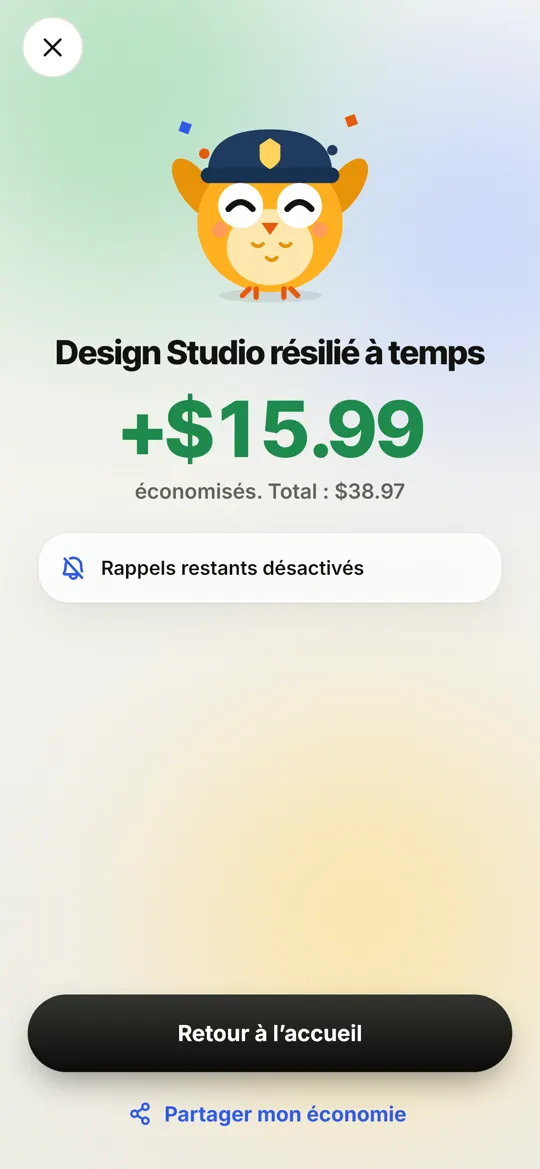 Design Studio résilié à temps
+$15.99
économisés. Total : $38.97
Rappels restants désactivés
Retour à l’accueil
Partager mon économie